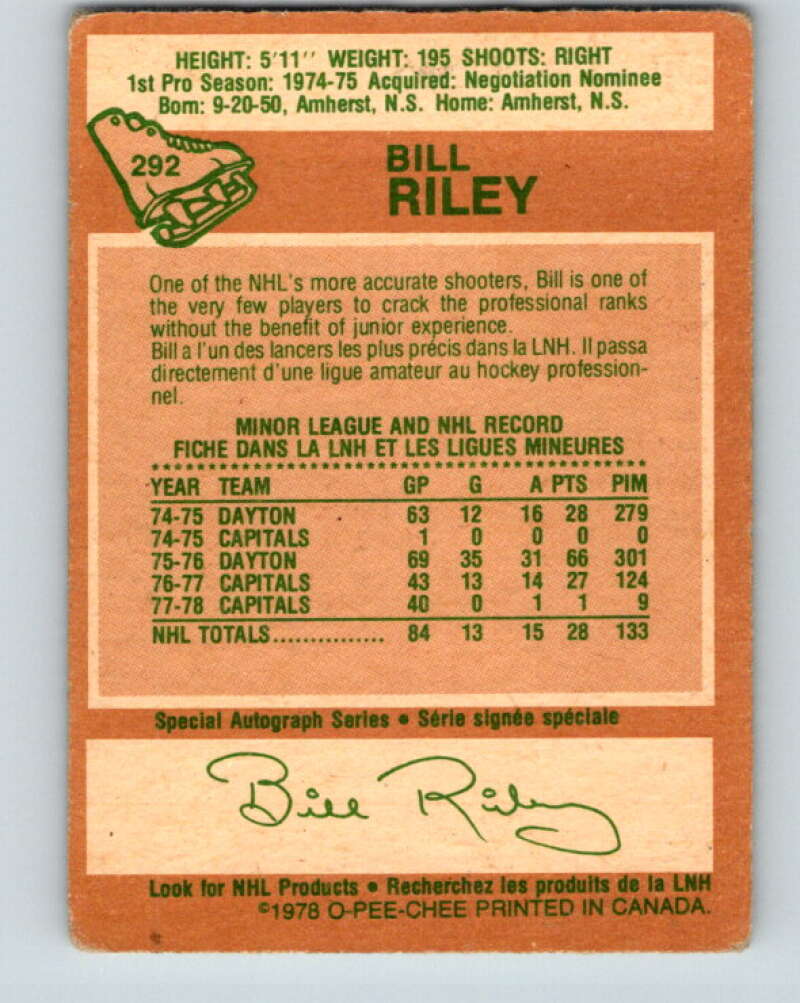 HEIGHT: 5'11'' WEIGHT: 195 SHOOTS: RIGHT
1st Pro Season: 1974-75 Acquired: Negotiation Nominee
Born: 9-20-50, Amherst, N.S. Home: Amherst, N.S.
292
BILL
RILEY
One of the NHL's more accurate shooters, Bill is one of
the very few players to crack the professional ranks
without the benefit of junior experience.
Bill a l'un des lancers les plus précis dans la LNH. Il passa
directement d'une ligue amateur au hockey profession-
nel.
MINOR LEAGUE AND NHL RECORD
FICHE DANS LA LNH ET LES LIGUES MINEURES
YEAR TEAM GP G A PTS PIM
74-75 DAYTON 63 12 16 28 279
74-75 CAPITALS 1 0 0 0 0
75-76 DAYTON 69 35 31 66 301
76-77 CAPITALS 43 13 14 27 124
77-78 CAPITALS 40 0 1 1 9
NHL TOTALS............... 84 13 15 28 133
Special Autograph Series • Série signée spéciale
Bill Riley
Look for NHL Products • Recherchez les produits de la LNH
©1978 O-PEE-CHEE PRINTED IN CANADA.